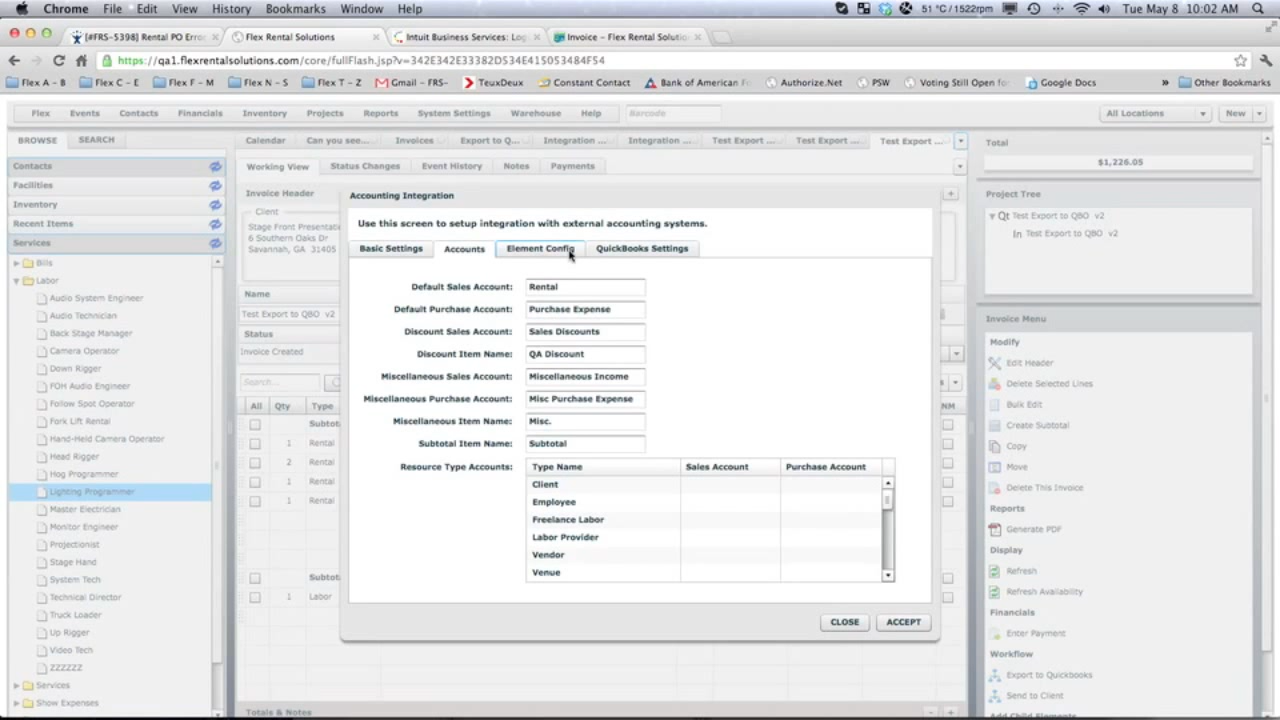 Chrome File Edit View History Bookmarks Window Help 51 °C / 1522rpm Tue May 8 10:02 AM
[#FRS-5398] Rental PO Error Flex Rental Solutions Intuit Business Services: Log Invoice – Flex Rental Solutio
https://qa1.flexrentalsolutions.com/core/fullFlash.jsp?v=342E342E33382D534E415053484F54
Flex A – B Flex C – E Flex F – M Flex N – S Flex T – Z Gmail – FRS- TeuxDeux Constant Contact Bank of American Fe Authorize.Net PSW Voting Still Open for Google Docs » Other Bookmarks
Flex Events Contacts Financials Inventory Projects Reports System Settings Warehouse Help Barcode All Locations New
BROWSE SEARCH
Contacts
Facilities
Inventory
Recent Items
Services
Bills
Labor
Audio System Engineer
Audio Technician
Back Stage Manager
Camera Operator
Down Rigger
FOH Audio Engineer
Follow Spot Operator
Fork Lift Rental
Hand-Held Camera Operator
Head Rigger
Hog Programmer
Lighting Programmer
Master Electrician
Monitor Engineer
Projectionist
Stage Hand
System Tech
Technical Director
Truck Loader
Up Rigger
Video Tech
ZZZZZZ
Services
Show Expenses
Calendar Can you see... Invoices Export to Q... Integration ... Integration ... Test Export ... Test Export ... Test Export ...
Working View Status Changes Event History Notes Payments
Invoice Header
Client
Stage Front Presentati
6 Southern Oaks Dr
Savannah, GA 31405
Name
Test Export to QBO v2
Status
Invoice Created
Search...
All Qty Type NM
Subtot
1 Rental
2 Rental
1 Rental
1 Rental
Subtot
1 Labor
Totals & Notes
Accounting Integration
Use this screen to setup integration with external accounting systems.
Basic Settings Accounts Element Config QuickBooks Settings
Default Sales Account: Rental
Default Purchase Account: Purchase Expense
Discount Sales Account: Sales Discounts
Discount Item Name: QA Discount
Miscellaneous Sales Account: Miscellaneous Income
Miscellaneous Purchase Account: Misc Purchase Expense
Miscellaneous Item Name: Misc.
Subtotal Item Name: Subtotal
Resource Type Accounts: Type Name Sales Account Purchase Account
Client
Employee
Freelance Labor
Labor Provider
Vendor
Venue
CLOSE ACCEPT
Total
$1,226.05
Project Tree
Qt Test Export to QBO v2
In Test Export to QBO v2
Invoice Menu
Modify
Edit Header
Delete Selected Lines
Bulk Edit
Create Subtotal
Copy
Move
Delete This Invoice
Reports
Generate PDF
Display
Refresh
Refresh Availability
Financials
Enter Payment
Workflow
Export to Quickbooks
Send to Client
Add Child Elements